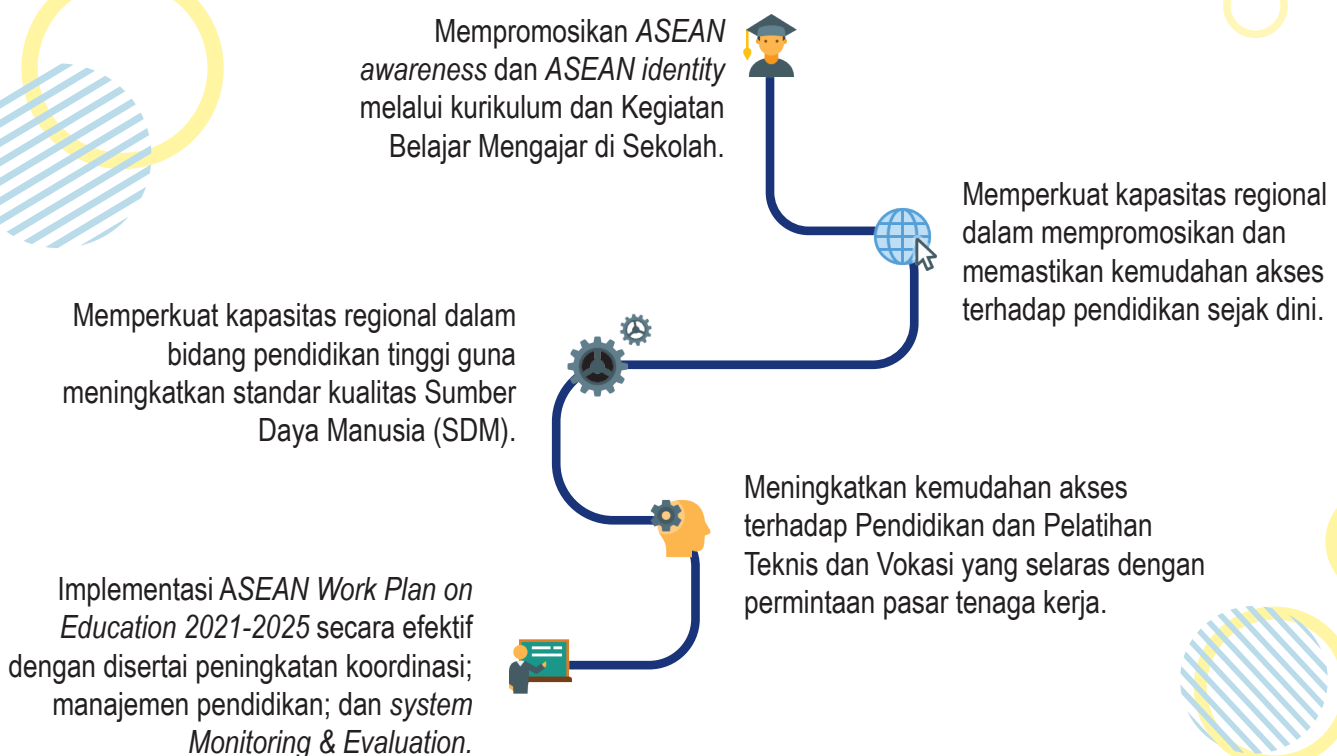 Mempromosikan ASEAN
awareness dan ASEAN identity
melalui kurikulum dan Kegiatan
Belajar Mengajar di Sekolah.
Memperkuat kapasitas regional
dalam mempromosikan dan
memastikan kemudahan akses
terhadap pendidikan sejak dini.
Memperkuat kapasitas regional dalam
bidang pendidikan tinggi guna
meningkatkan standar kualitas Sumber
Daya Manusia (SDM).
Meningkatkan kemudahan akses
terhadap Pendidikan dan Pelatihan
Teknis dan Vokasi yang selaras dengan
permintaan pasar tenaga kerja.
Implementasi ASEAN Work Plan on
Education 2021-2025 secara efektif
dengan disertai peningkatan koordinasi;
manajemen pendidikan; dan system
Monitoring & Evaluation.